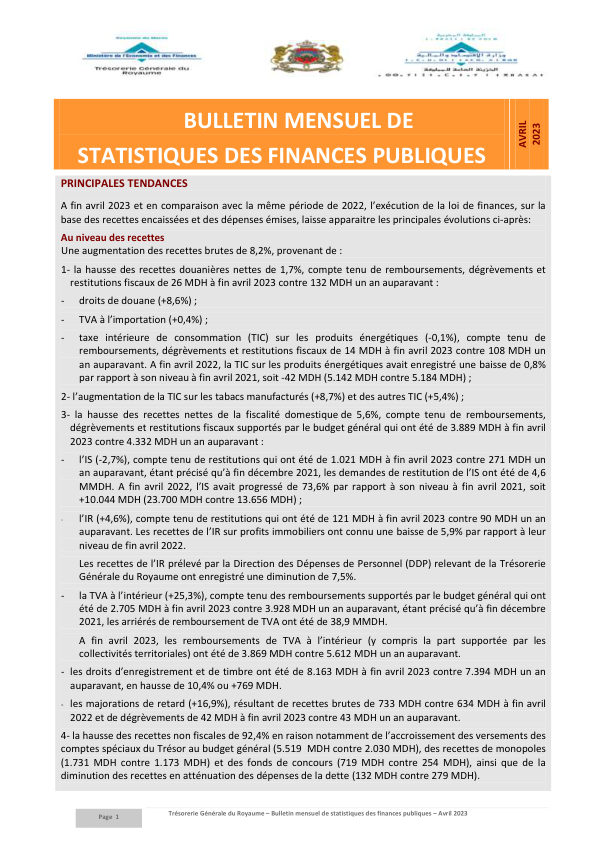 Royaume du Maroc
Ministère de l'Economie et des Finances
Trésorerie Générale du
Royaume
المملكة المغربية
وزارة الاقتصاد والمالية
الخزينة العامة للمملكة
BULLETIN MENSUEL DE
STATISTIQUES DES FINANCES PUBLIQUES
AVRIL
2023
PRINCIPALES TENDANCES
A fin avril 2023 et en comparaison avec la même période de 2022, l'exécution de la loi de finances, sur la
base des recettes encaissées et des dépenses émises, laisse apparaitre les principales évolutions ci-après:
Au niveau des recettes
Une augmentation des recettes brutes de 8,2%, provenant de :
1- la hausse des recettes douanières nettes de 1,7%, compte tenu de remboursements, dégrèvements et
restitutions fiscaux de 26 MDH à fin avril 2023 contre 132 MDH un an auparavant :
- droits de douane (+8,6%) ;
- TVA à l'importation (+0,4%) ;
- taxe intérieure de consommation (TIC) sur les produits énergétiques (-0,1%), compte tenu de
remboursements, dégrèvements et restitutions fiscaux de 14 MDH à fin avril 2023 contre 108 MDH un
an auparavant. A fin avril 2022, la TIC sur les produits énergétiques avait enregistré une baisse de 0,8%
par rapport à son niveau à fin avril 2021, soit -42 MDH (5.142 MDH contre 5.184 MDH) ;
2- l'augmentation de la TIC sur les tabacs manufacturés (+8,7%) et des autres TIC (+5,4%) ;
3- la hausse des recettes nettes de la fiscalité domestique de 5,6%, compte tenu de remboursements,
dégrèvements et restitutions fiscaux supportés par le budget général qui ont été de 3.889 MDH à fin avril
2023 contre 4.332 MDH un an auparavant :
- l'IS (-2,7%), compte tenu de restitutions qui ont été de 1.021 MDH à fin avril 2023 contre 271 MDH un
an auparavant, étant précisé qu'à fin décembre 2021, les demandes de restitution de l'IS ont été de 4,6
MMDH. A fin avril 2022, l'IS avait progressé de 73,6% par rapport à son niveau à fin avril 2021, soit
+10.044 MDH (23.700 MDH contre 13.656 MDH) ;
- l'IR (+4,6%), compte tenu de restitutions qui ont été de 121 MDH à fin avril 2023 contre 90 MDH un an
auparavant. Les recettes de l'IR sur profits immobiliers ont connu une baisse de 5,9% par rapport à leur
niveau de fin avril 2022.
Les recettes de l'IR prélevé par la Direction des Dépenses de Personnel (DDP) relevant de la Trésorerie
Générale du Royaume ont enregistré une diminution de 7,5%.
- la TVA à l'intérieur (+25,3%), compte tenu des remboursements supportés par le budget général qui ont
été de 2.705 MDH à fin avril 2023 contre 3.928 MDH un an auparavant, étant précisé qu'à fin décembre
2021, les arriérés de remboursement de TVA ont été de 38,9 MMDH.
A fin avril 2023, les remboursements de TVA à l'intérieur (y compris la part supportée par les
collectivités territoriales) ont été de 3.869 MDH contre 5.612 MDH un an auparavant.
- les droits d'enregistrement et de timbre ont été de 8.163 MDH à fin avril 2023 contre 7.394 MDH un an
auparavant, en hausse de 10,4% ou +769 MDH.
- les majorations de retard (+16,9%), résultant de recettes brutes de 733 MDH contre 634 MDH à fin avril
2022 et de dégrèvements de 42 MDH à fin avril 2023 contre 43 MDH un an auparavant.
4- la hausse des recettes non fiscales de 92,4% en raison notamment de l'accroissement des versements des
comptes spéciaux du Trésor au budget général (5.519 MDH contre 2.030 MDH), des recettes de monopoles
(1.731 MDH contre 1.173 MDH) et des fonds de concours (719 MDH contre 254 MDH), ainsi que de la
diminution des recettes en atténuation des dépenses de la dette (132 MDH contre 279 MDH).
Page 1
Trésorerie Générale du Royaume – Bulletin mensuel de statistiques des finances publiques – Avril 2023